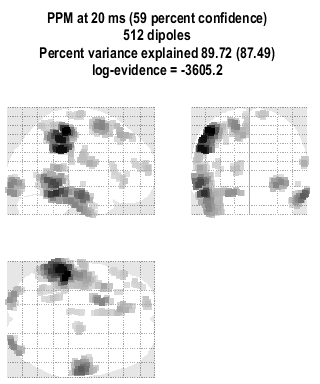 PPM at 20 ms (59 percent confidence)
512 dipoles
Percent variance explained 89.72 (87.49)
log-evidence = -3605.2